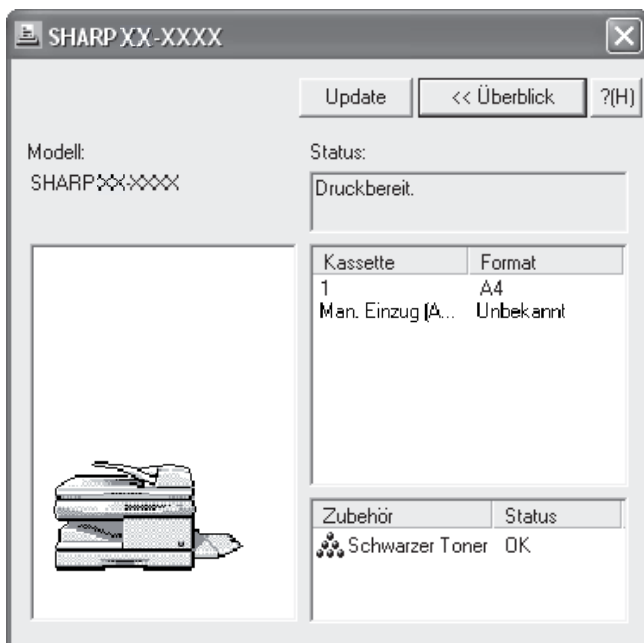 SHARP XX-XXXX
Update
<< Überblick
?(H)
Modell:
SHARP XX-XXXX
Status:
Druckbereit.
Kassette Format
1 A4
Man. Einzug (A... Unbekannt
Zubehör Status
Schwarzer Toner OK